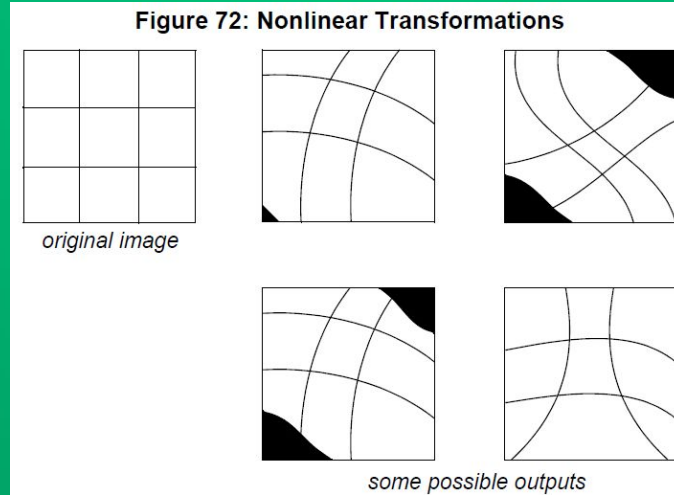 Figure 72: Nonlinear Transformations
original image
some possible outputs